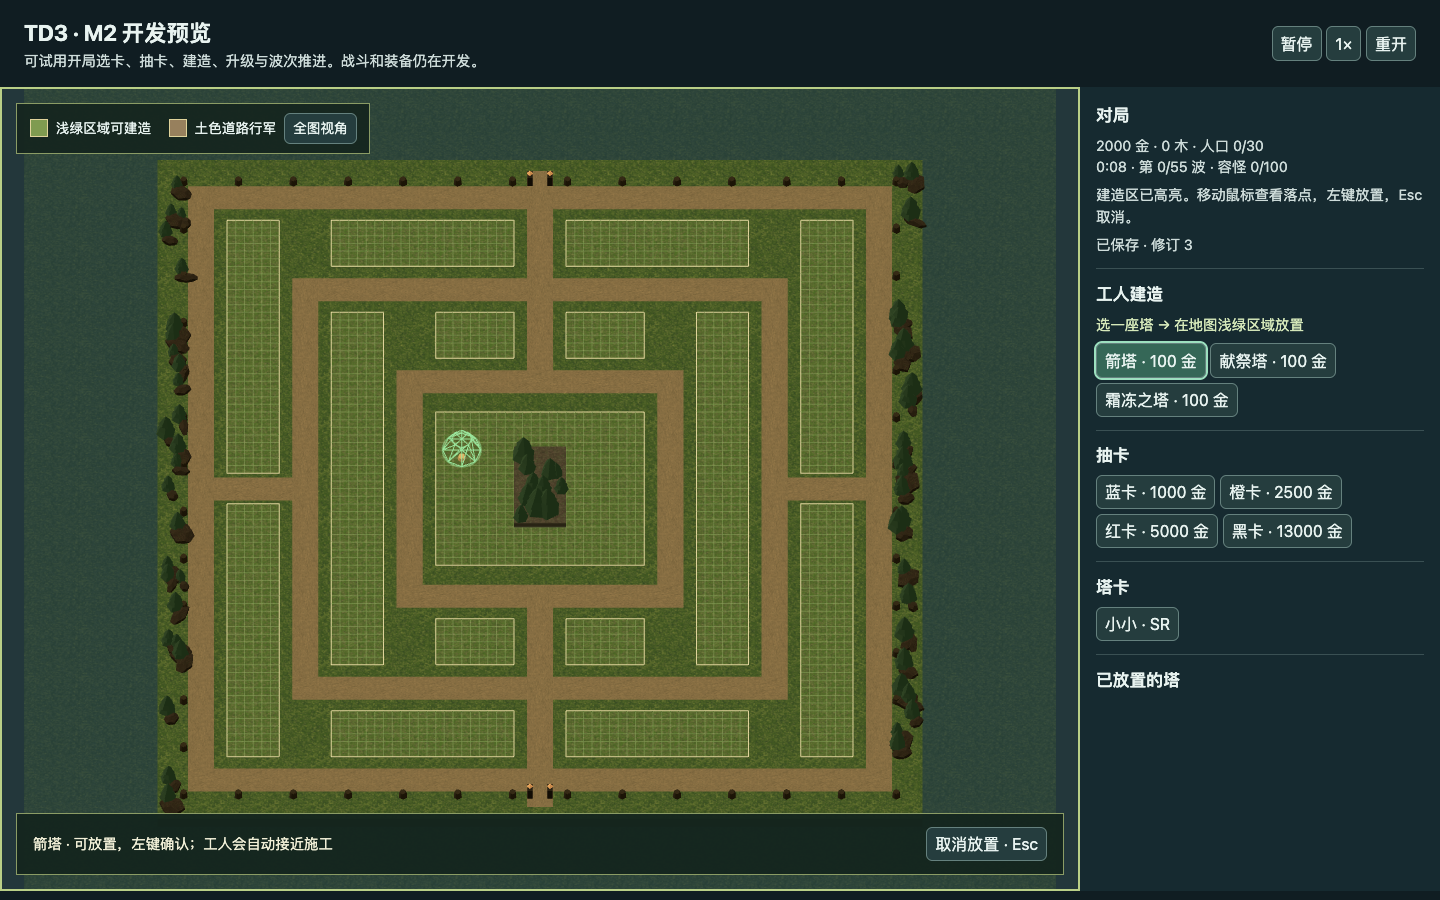 TD3 · M2 开发预览
可试用开局选卡、抽卡、建造、升级与波次推进。战斗和装备仍在开发。
暂停
1×
重开
浅绿区域可建造
土色道路行军
全图视角
箭塔 · 可放置，左键确认；工人会自动接近施工
取消放置 · Esc
对局
2000 金 · 0 木 · 人口 0/30
0:08 · 第 0/55 波 · 容怪 0/100
建造区已高亮。移动鼠标查看落点，左键放置，Esc
取消。
已保存 · 修订 3
工人建造
选一座塔 → 在地图浅绿区域放置
箭塔 · 100 金
献祭塔 · 100 金
霜冻之塔 · 100 金
抽卡
蓝卡 · 1000 金
橙卡 · 2500 金
红卡 · 5000 金
黑卡 · 13000 金
塔卡
小小 · SR
已放置的塔